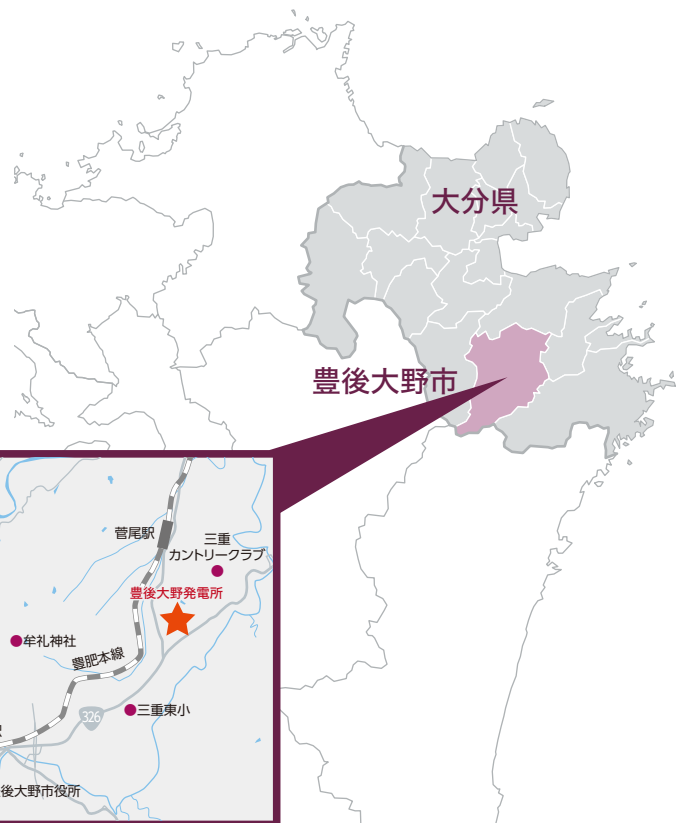 大分県
豊後大野市
菅尾駅
三重
カントリークラブ
豊後大野発電所
牟礼神社
豊肥本線
326
三重東小
後大野市役所